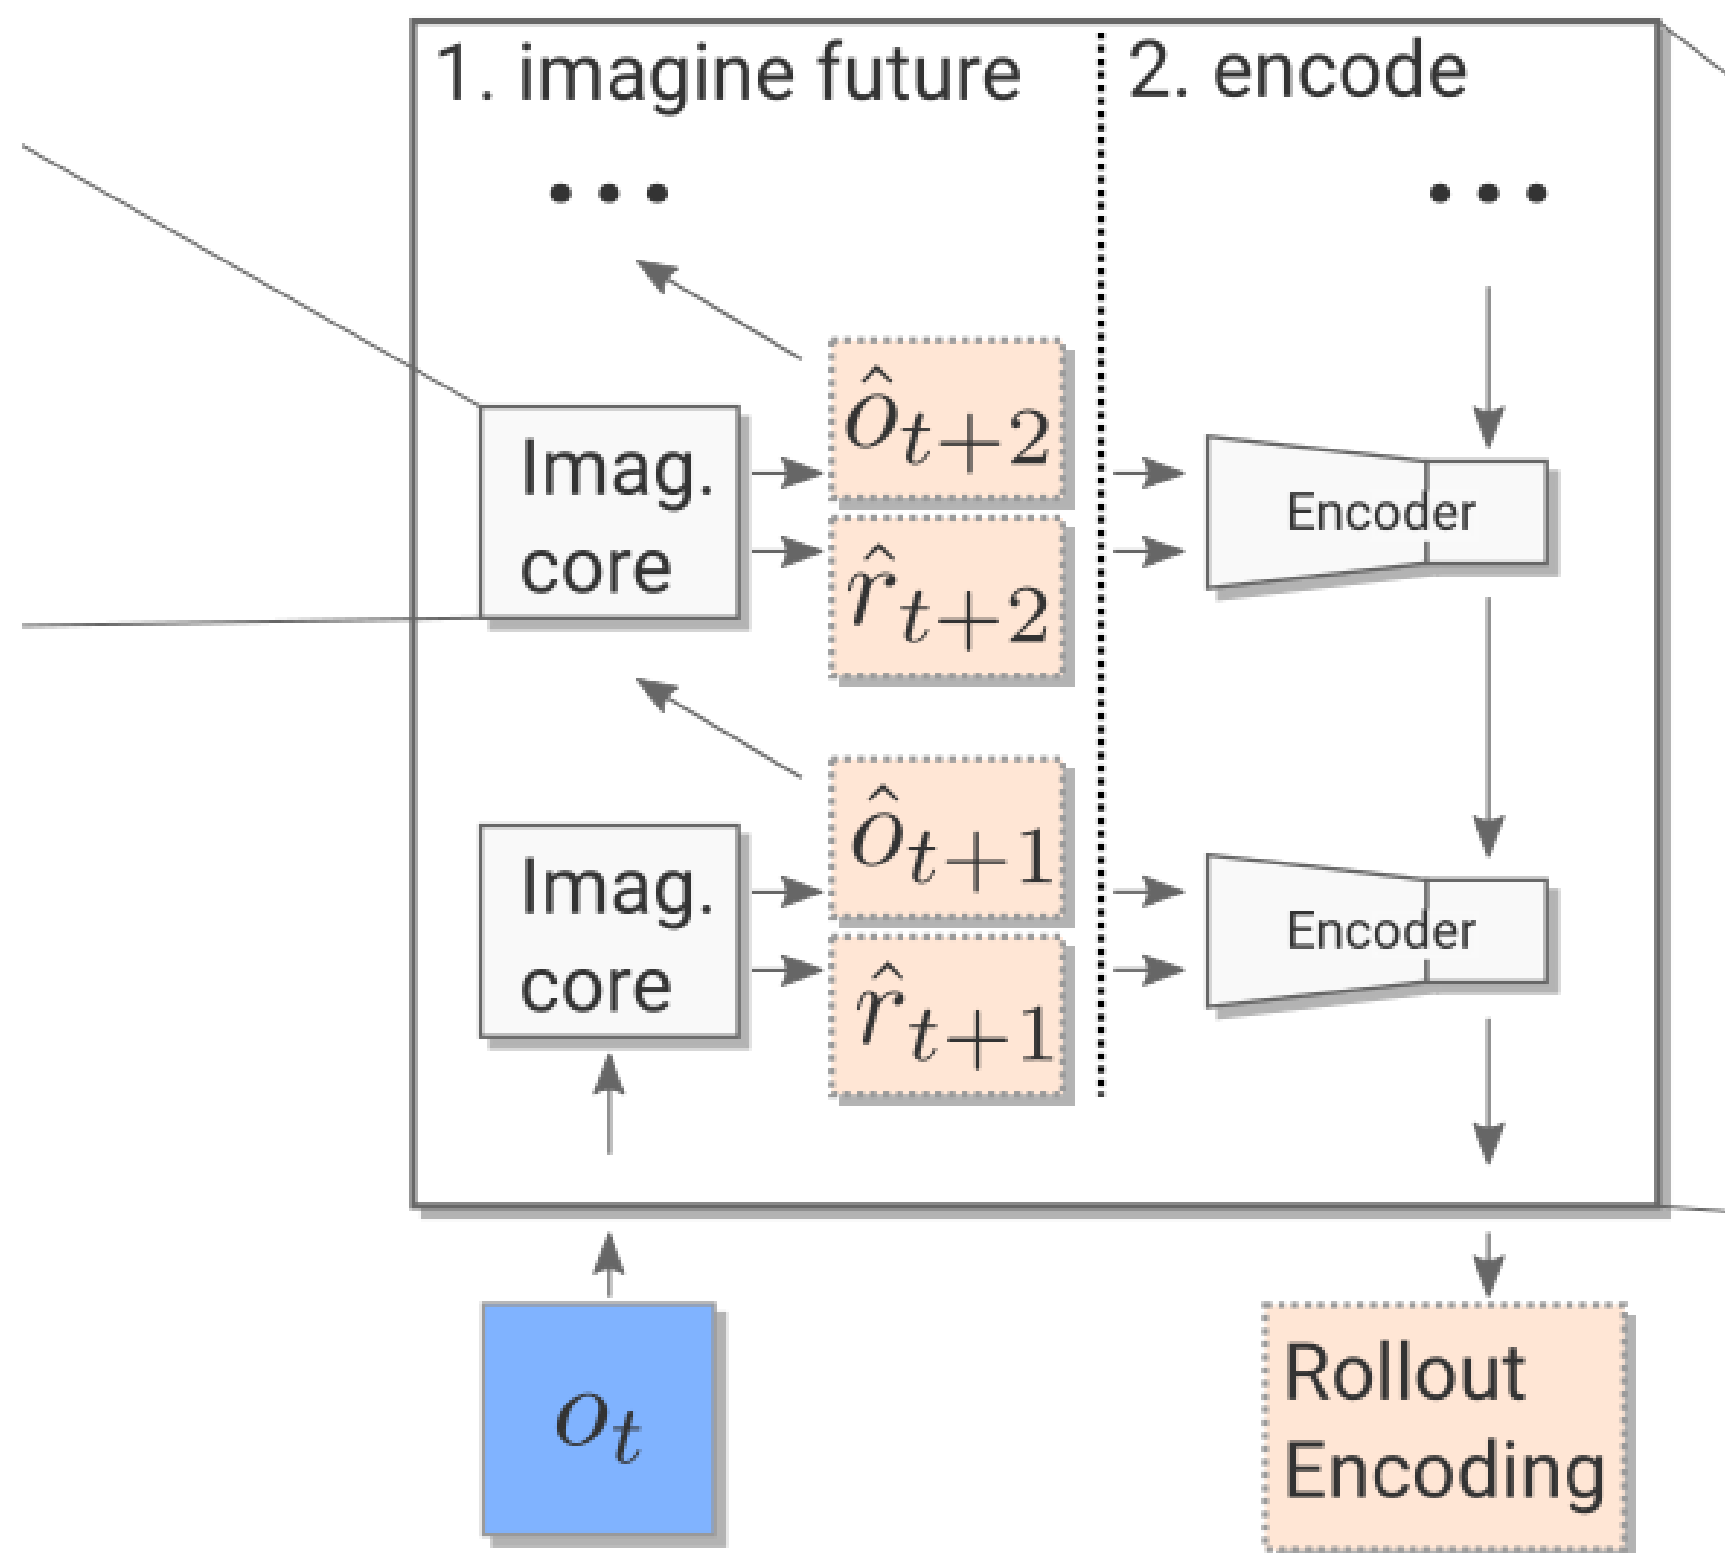 1. imagine future
2. encode
...
...
ô_{t+2}
Imag.
core
r̂_{t+2}
Encoder
ô_{t+1}
Imag.
core
r̂_{t+1}
Encoder
o_t
Rollout
Encoding